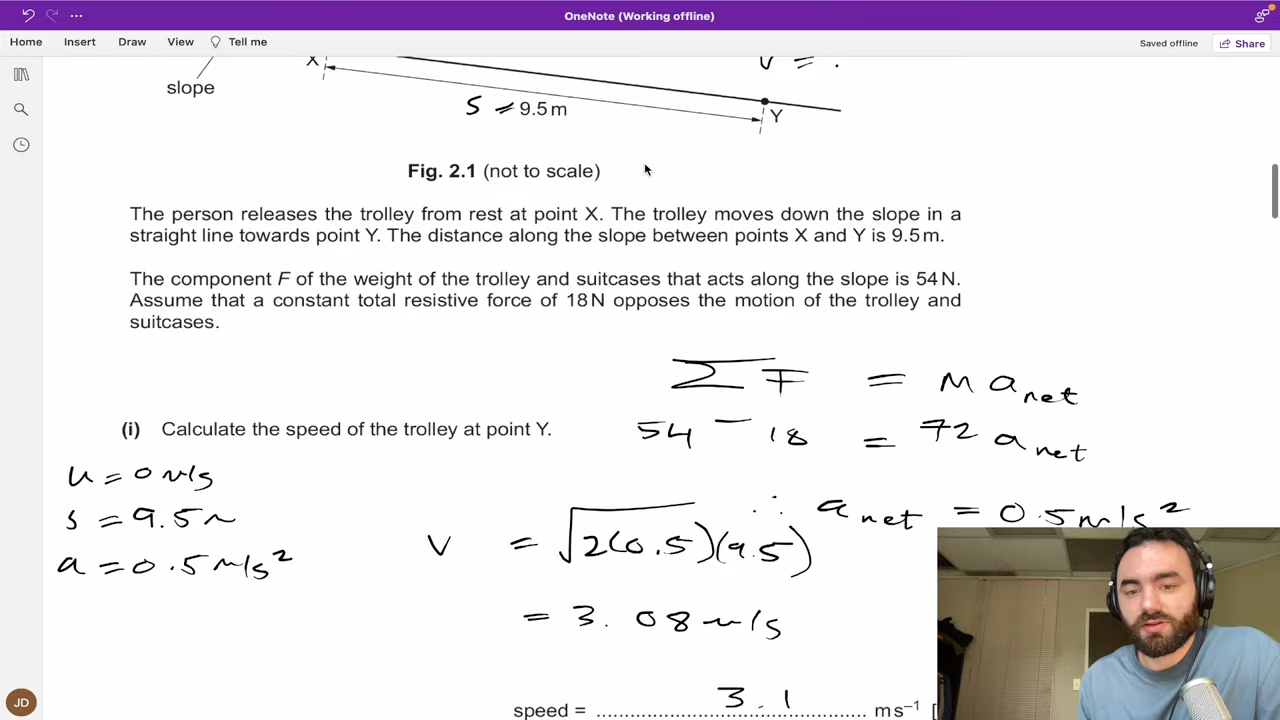 OneNote (Working offline)
Home Insert Draw View Tell me
Saved offline Share
X
V = ?
slope
S = 9.5 m
Y
Fig. 2.1 (not to scale)
The person releases the trolley from rest at point X. The trolley moves down the slope in a
straight line towards point Y. The distance along the slope between points X and Y is 9.5 m.
The component F of the weight of the trolley and suitcases that acts along the slope is 54 N.
Assume that a constant total resistive force of 18 N opposes the motion of the trolley and
suitcases.
ΣF = m a net
54 - 18 = 72 a net
(i) Calculate the speed of the trolley at point Y.
u = 0 m/s
∴ a net = 0.5 m/s²
s = 9.5 m
V = √2(0.5)(9.5)
a = 0.5 m/s²
= 3.08 m/s
speed = 3.1 m s⁻¹ [
JD